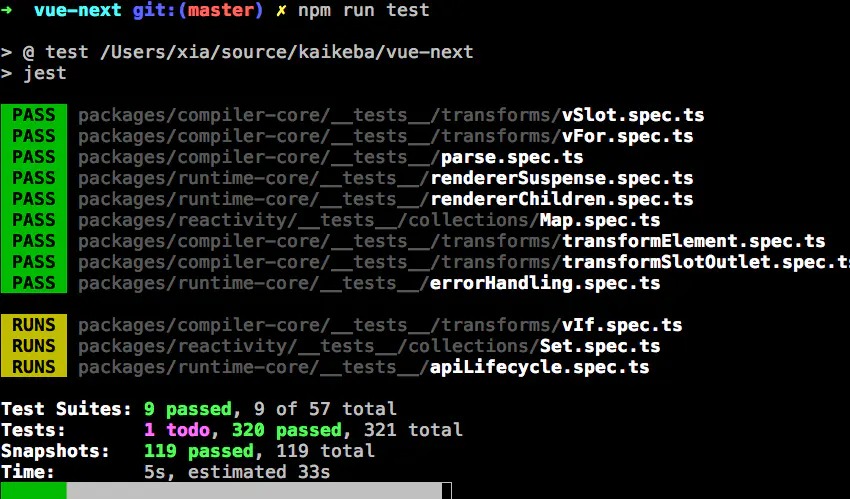 ➜ vue-next git:(master) ✗ npm run test
> @ test /Users/xia/source/kaikeba/vue-next
> jest
PASS packages/compiler-core/__tests__/transforms/vSlot.spec.ts
PASS packages/compiler-core/__tests__/transforms/vFor.spec.ts
PASS packages/compiler-core/__tests__/parse.spec.ts
PASS packages/runtime-core/__tests__/rendererSuspense.spec.ts
PASS packages/runtime-core/__tests__/rendererChildren.spec.ts
PASS packages/reactivity/__tests__/collections/Map.spec.ts
PASS packages/compiler-core/__tests__/transforms/transformElement.spec.ts
PASS packages/compiler-core/__tests__/transforms/transformSlotOutlet.spec.ts
PASS packages/runtime-core/__tests__/errorHandling.spec.ts
RUNS packages/compiler-core/__tests__/transforms/vIf.spec.ts
RUNS packages/reactivity/__tests__/collections/Set.spec.ts
RUNS packages/runtime-core/__tests__/apiLifecycle.spec.ts
Test Suites: 9 passed, 9 of 57 total
Tests: 1 todo, 320 passed, 321 total
Snapshots: 119 passed, 119 total
Time: 5s, estimated 33s